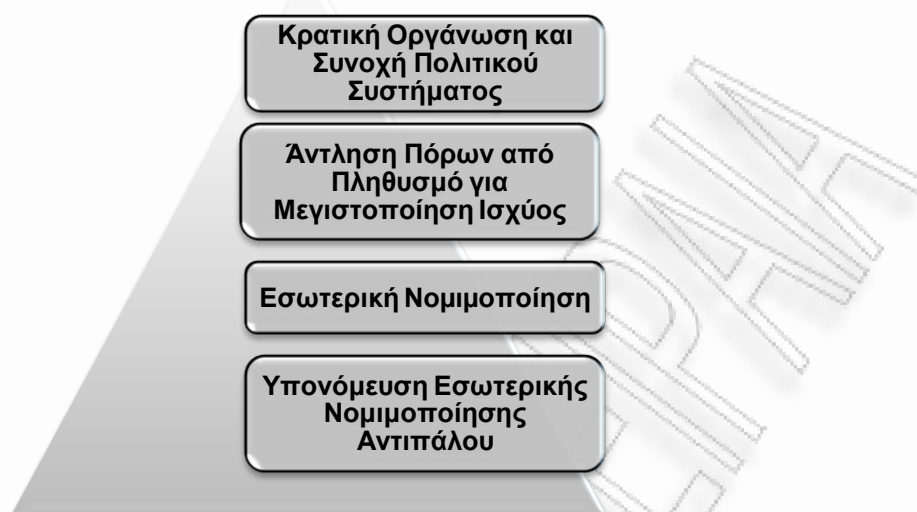 Κρατική Οργάνωση και
Συνοχή Πολιτικού
Συστήματος
Άντληση Πόρων από
Πληθυσμό για
Μεγιστοποίηση Ισχύος
Εσωτερική Νομιμοποίηση
Υπονόμευση Εσωτερικής
Νομιμοποίησης
Αντιπάλου